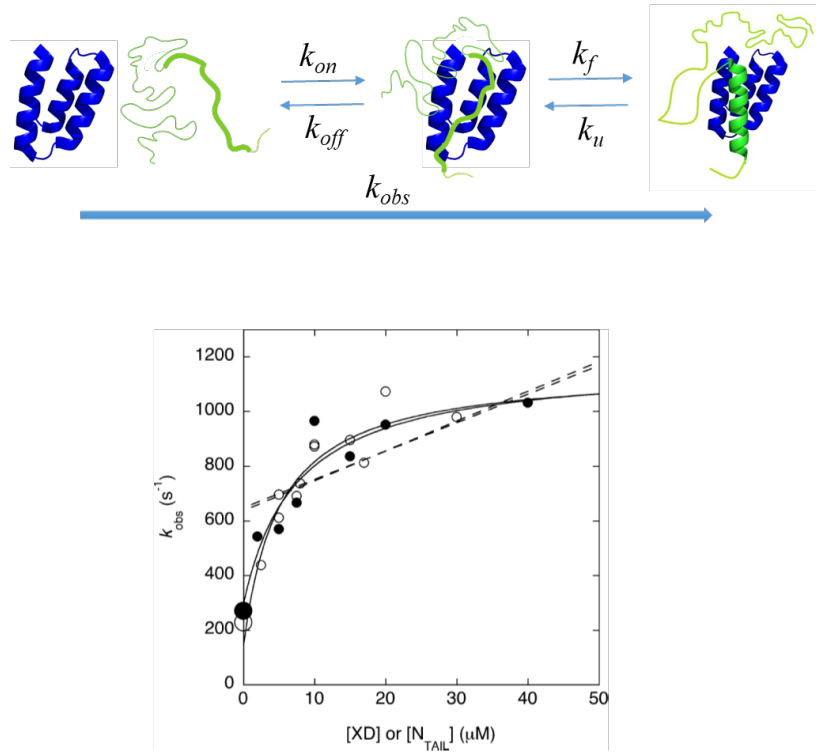 k_on
k_f
k_off
k_u
k_obs
1200
1000
800
600
400
200
0
k_obs (s⁻¹)
0 10 20 30 40 50
[XD] or [N_TAIL] (μM)